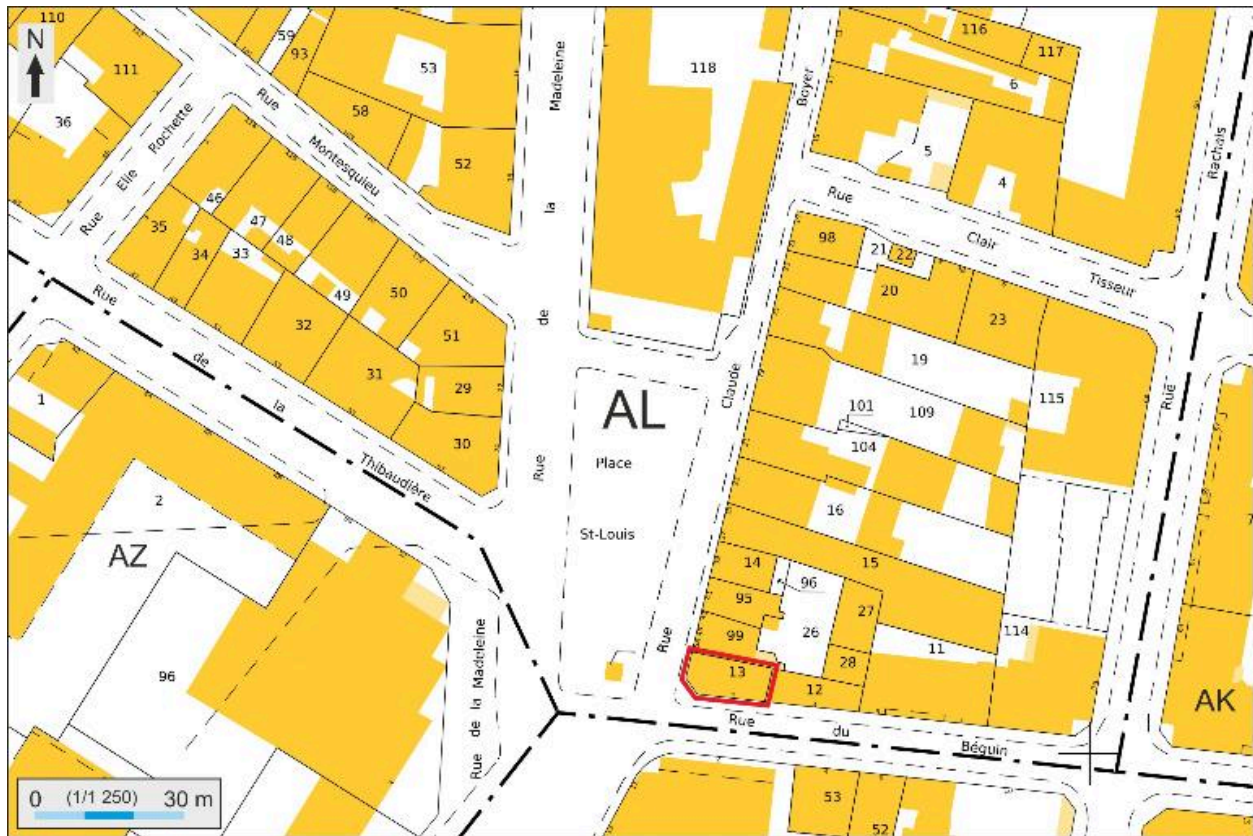 110
N
111
36
59
93
53
58
52
Rue
Montesquieu
Rue
Elie
Rochette
Madeleine
la
de
Rue
118
Boyer
Claude
Rue
116
117
6
5
4
Rachais
Rue
Rue
Clair
Tisseur
46
47
48
35
34
33
49
50
32
51
31
29
30
98
21
22
20
23
19
115
101
109
104
16
1
Rue
de
la
Thibaudière
AL
Place
St-Louis
2
AZ
14
96
15
95
27
99
26
28
11
114
13
12
96
Rue de la Madeleine
AK
Rue
du
Béguin
53
52
0 (1/1 250) 30 m